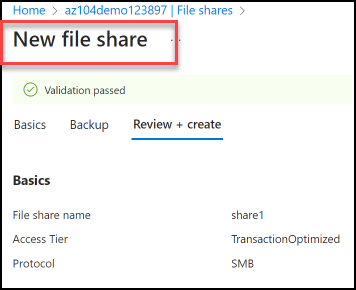 Home > az104demo123897 | File shares >
New file share ...
Validation passed
Basics Backup Review + create
Basics
File share name share1
Access Tier TransactionOptimized
Protocol SMB